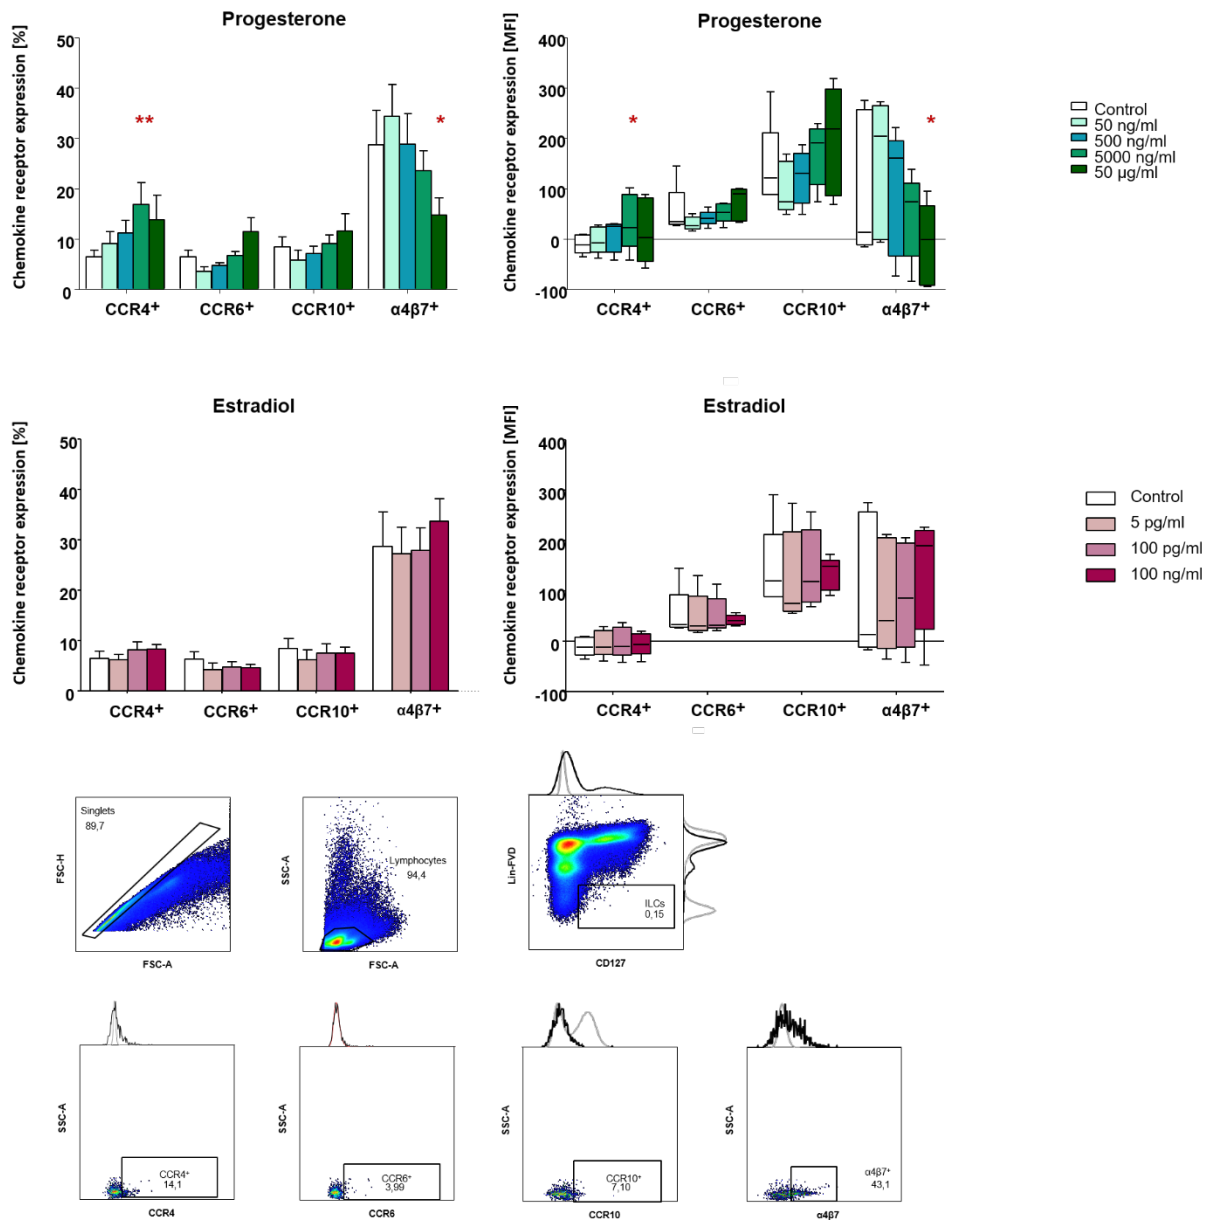 Progesterone
Chemokine receptor expression [%]
50
40
30
20
10
0
**
*
CCR4⁺
CCR6⁺
CCR10⁺
α4β7⁺
Progesterone
Chemokine receptor expression [MFI]
400
300
200
100
0
-100
*
*
CCR4⁺
CCR6⁺
CCR10⁺
α4β7⁺
Control
50 ng/ml
500 ng/ml
5000 ng/ml
50 µg/ml
Estradiol
Chemokine receptor expression [%]
50
40
30
20
10
0
CCR4⁺
CCR6⁺
CCR10⁺
α4β7⁺
Estradiol
Chemokine receptor expression [MFI]
400
300
200
100
0
-100
CCR4⁺
CCR6⁺
CCR10⁺
α4β7⁺
Control
5 pg/ml
100 pg/ml
100 ng/ml
Singlets
89,7
FSC-H
FSC-A
Lymphocytes
94,4
SSC-A
FSC-A
ILCs
0,15
Lin-FVD
CD127
CCR4⁺
14,1
SSC-A
CCR4
CCR6⁺
3,99
SSC-A
CCR6
CCR10⁺
7,10
SSC-A
CCR10
α4β7⁺
43,1
SSC-A
α4β7